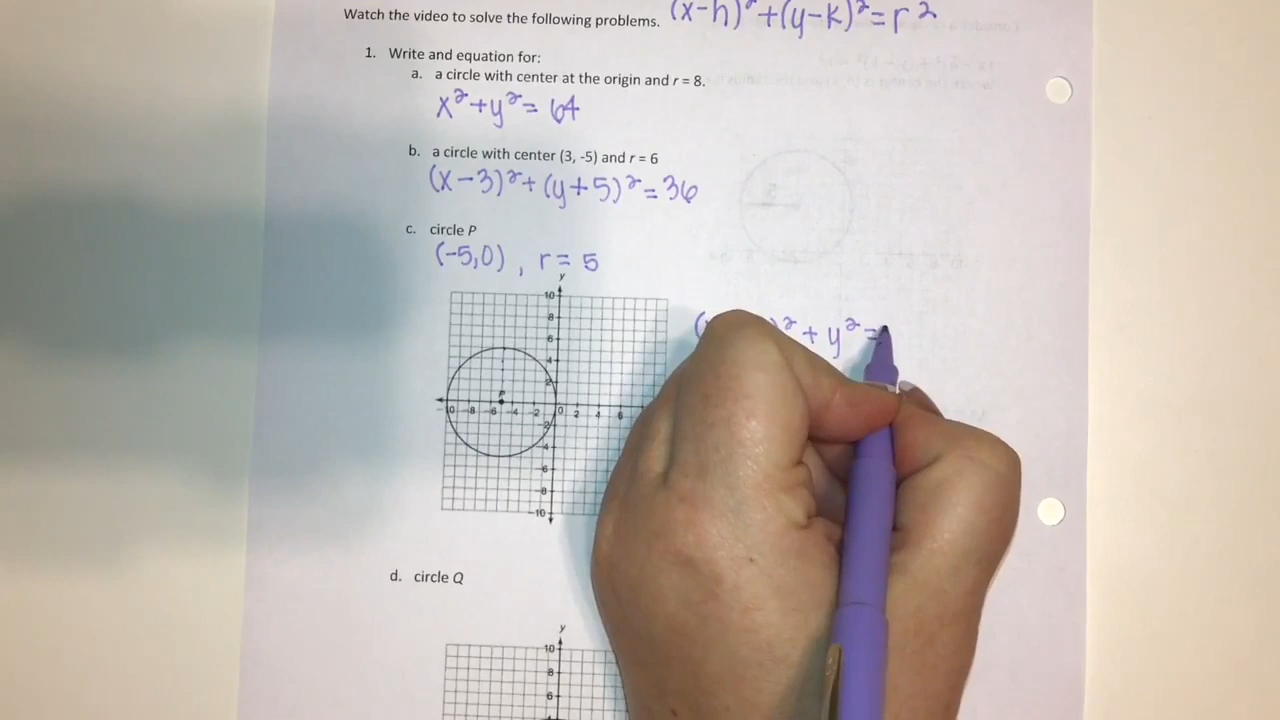 Watch the video to solve the following problems. (x-h)²+(y-k)²=r²
1. Write and equation for:
a. a circle with center at the origin and r = 8.
x²+y²= 64
b. a circle with center (3, -5) and r = 6
(x-3)²+(y+5)²=36
c. circle P
(-5,0), r= 5
y
10
8
6
4
2
P
-10 -8 -6 -4 -2 0 2 4 6
-2
-4
-6
-8
-10
( )² + y² =
d. circle Q
y
10
8
6